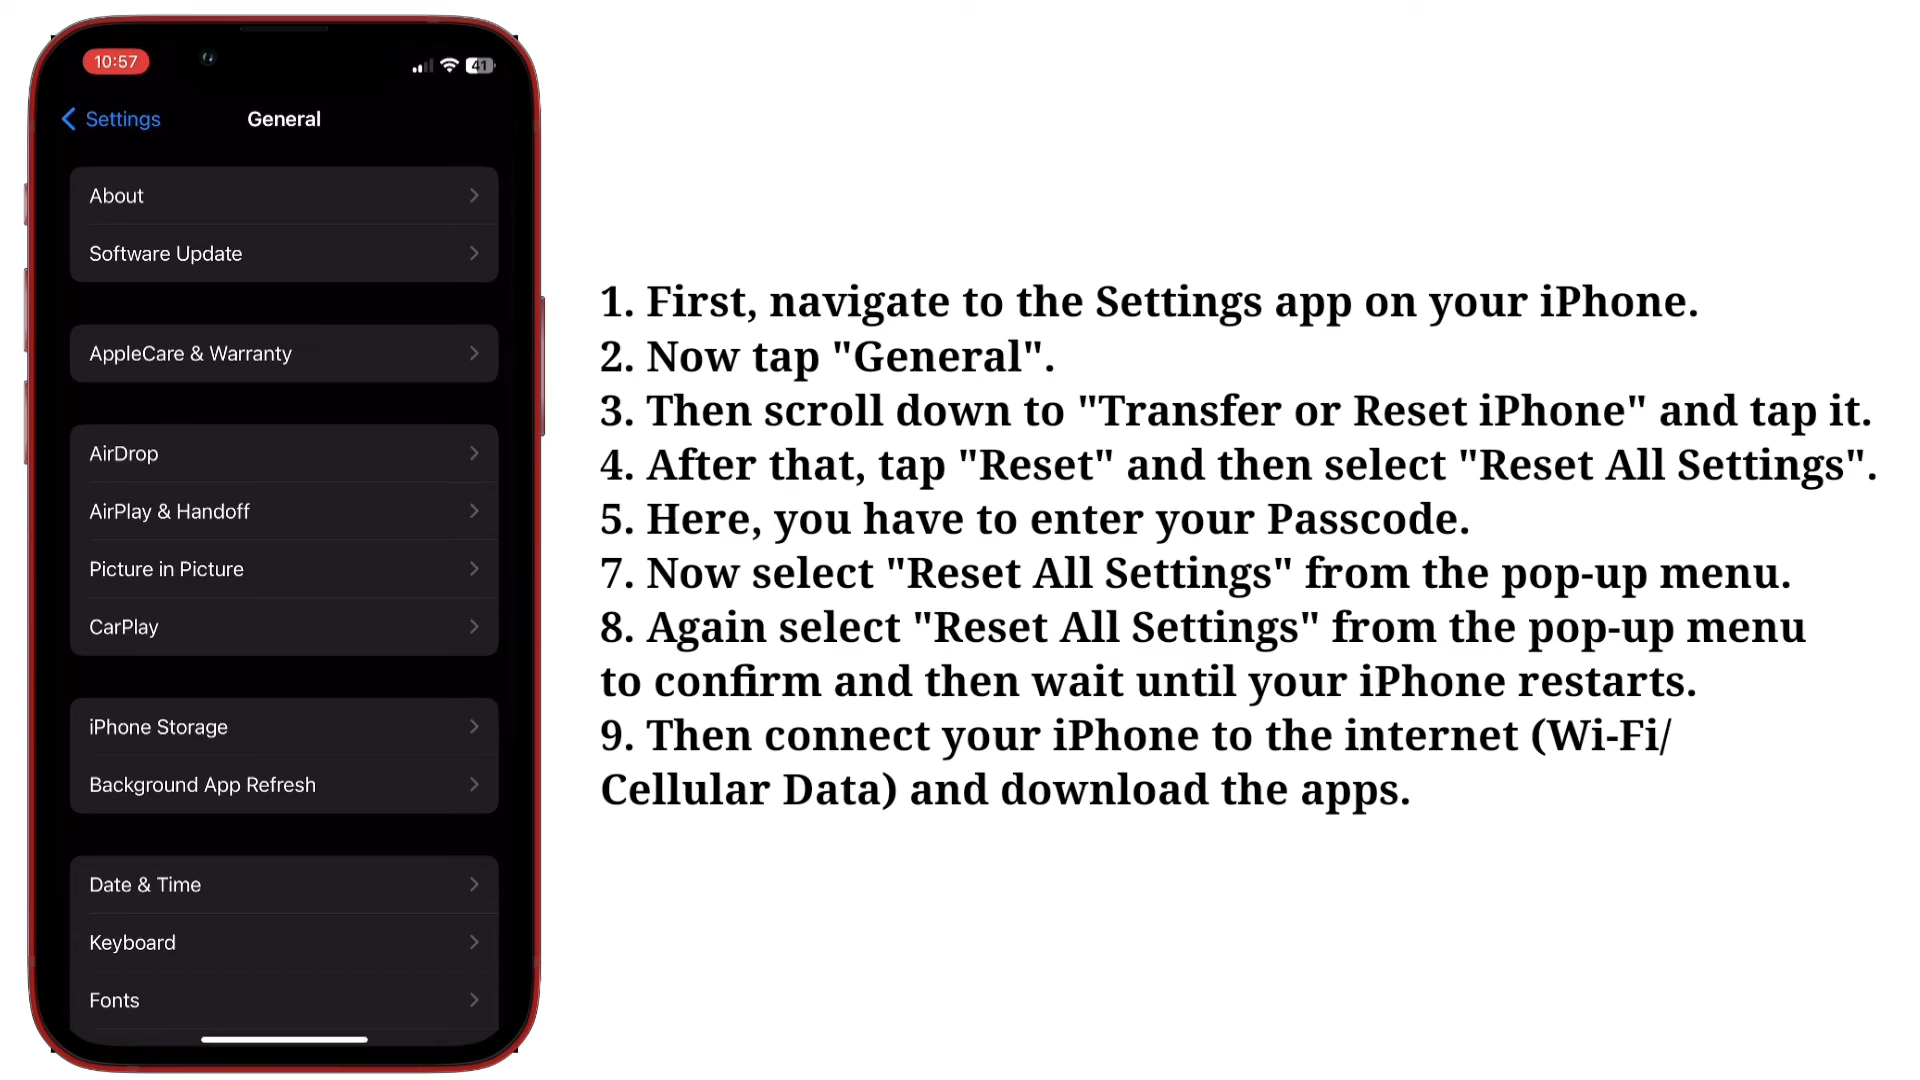 10:57
41
Settings
General
About
Software Update
AppleCare & Warranty
AirDrop
AirPlay & Handoff
Picture in Picture
CarPlay
iPhone Storage
Background App Refresh
Date & Time
Keyboard
Fonts
1. First, navigate to the Settings app on your iPhone.
2. Now tap "General".
3. Then scroll down to "Transfer or Reset iPhone" and tap it.
4. After that, tap "Reset" and then select "Reset All Settings".
5. Here, you have to enter your Passcode.
7. Now select "Reset All Settings" from the pop-up menu.
8. Again select "Reset All Settings" from the pop-up menu
to confirm and then wait until your iPhone restarts.
9. Then connect your iPhone to the internet (Wi-Fi/
Cellular Data) and download the apps.